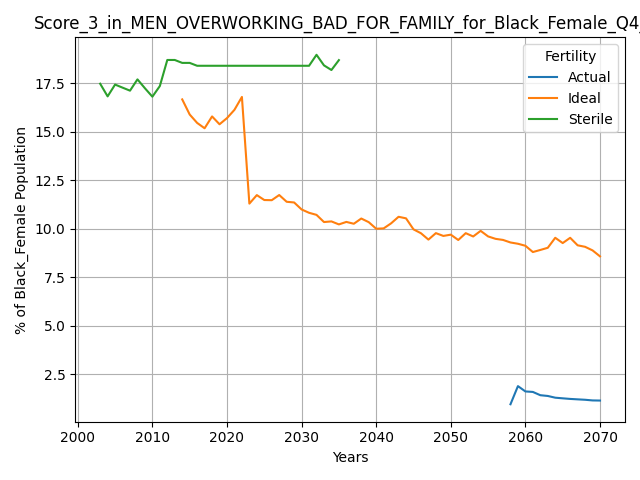 Score_3_in_MEN_OVERWORKING_BAD_FOR_FAMILY_for_Black_Female_Q4
Fertility
Actual
Ideal
Sterile
% of Black_Female Population
17.5
15.0
12.5
10.0
7.5
5.0
2.5
2000 2010 2020 2030 2040 2050 2060 2070
Years